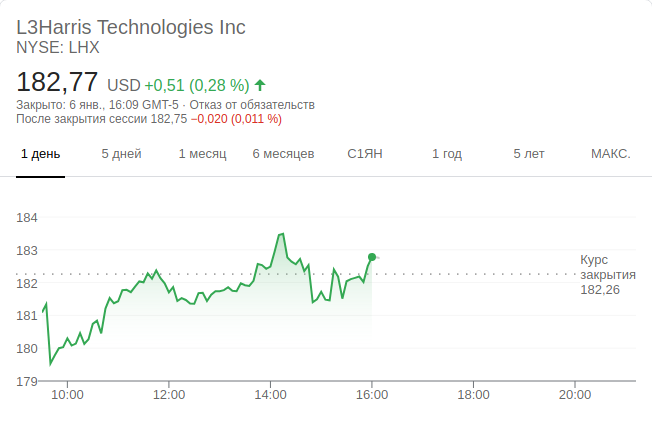 L3Harris Technologies Inc
NYSE: LHX
182,77 USD +0,51 (0,28 %)
Закрыто: 6 янв., 16:09 GMT-5 · Отказ от обязательств
После закрытия сессии 182,75 −0,020 (0,011 %)
1 день 5 дней 1 месяц 6 месяцев С1ЯН 1 год 5 лет МАКС.
184
183
182
181
180
179
Курс
закрытия
182,26
10:00 12:00 14:00 16:00 18:00 20:00